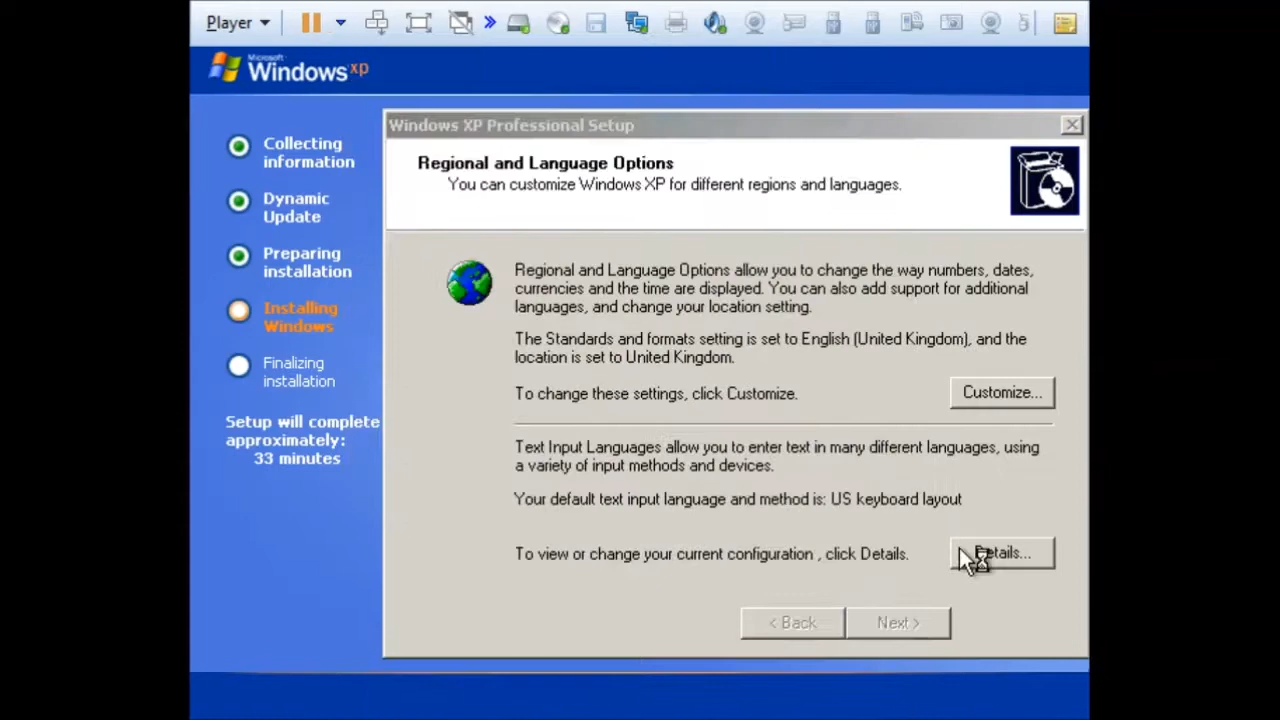 Player
Microsoft
Windows xp
Collecting
information
Dynamic
Update
Preparing
installation
Installing
Windows
Finalizing
installation
Setup will complete
approximately:
33 minutes
Windows XP Professional Setup
Regional and Language Options
You can customize Windows XP for different regions and languages.
Regional and Language Options allow you to change the way numbers, dates,
currencies and the time are displayed. You can also add support for additional
languages, and change your location setting.
The Standards and formats setting is set to English (United Kingdom), and the
location is set to United Kingdom.
To change these settings, click Customize.
Customize...
Text Input Languages allow you to enter text in many different languages, using
a variety of input methods and devices.
Your default text input language and method is: US keyboard layout
To view or change your current configuration , click Details.
Details...
< Back
Next >